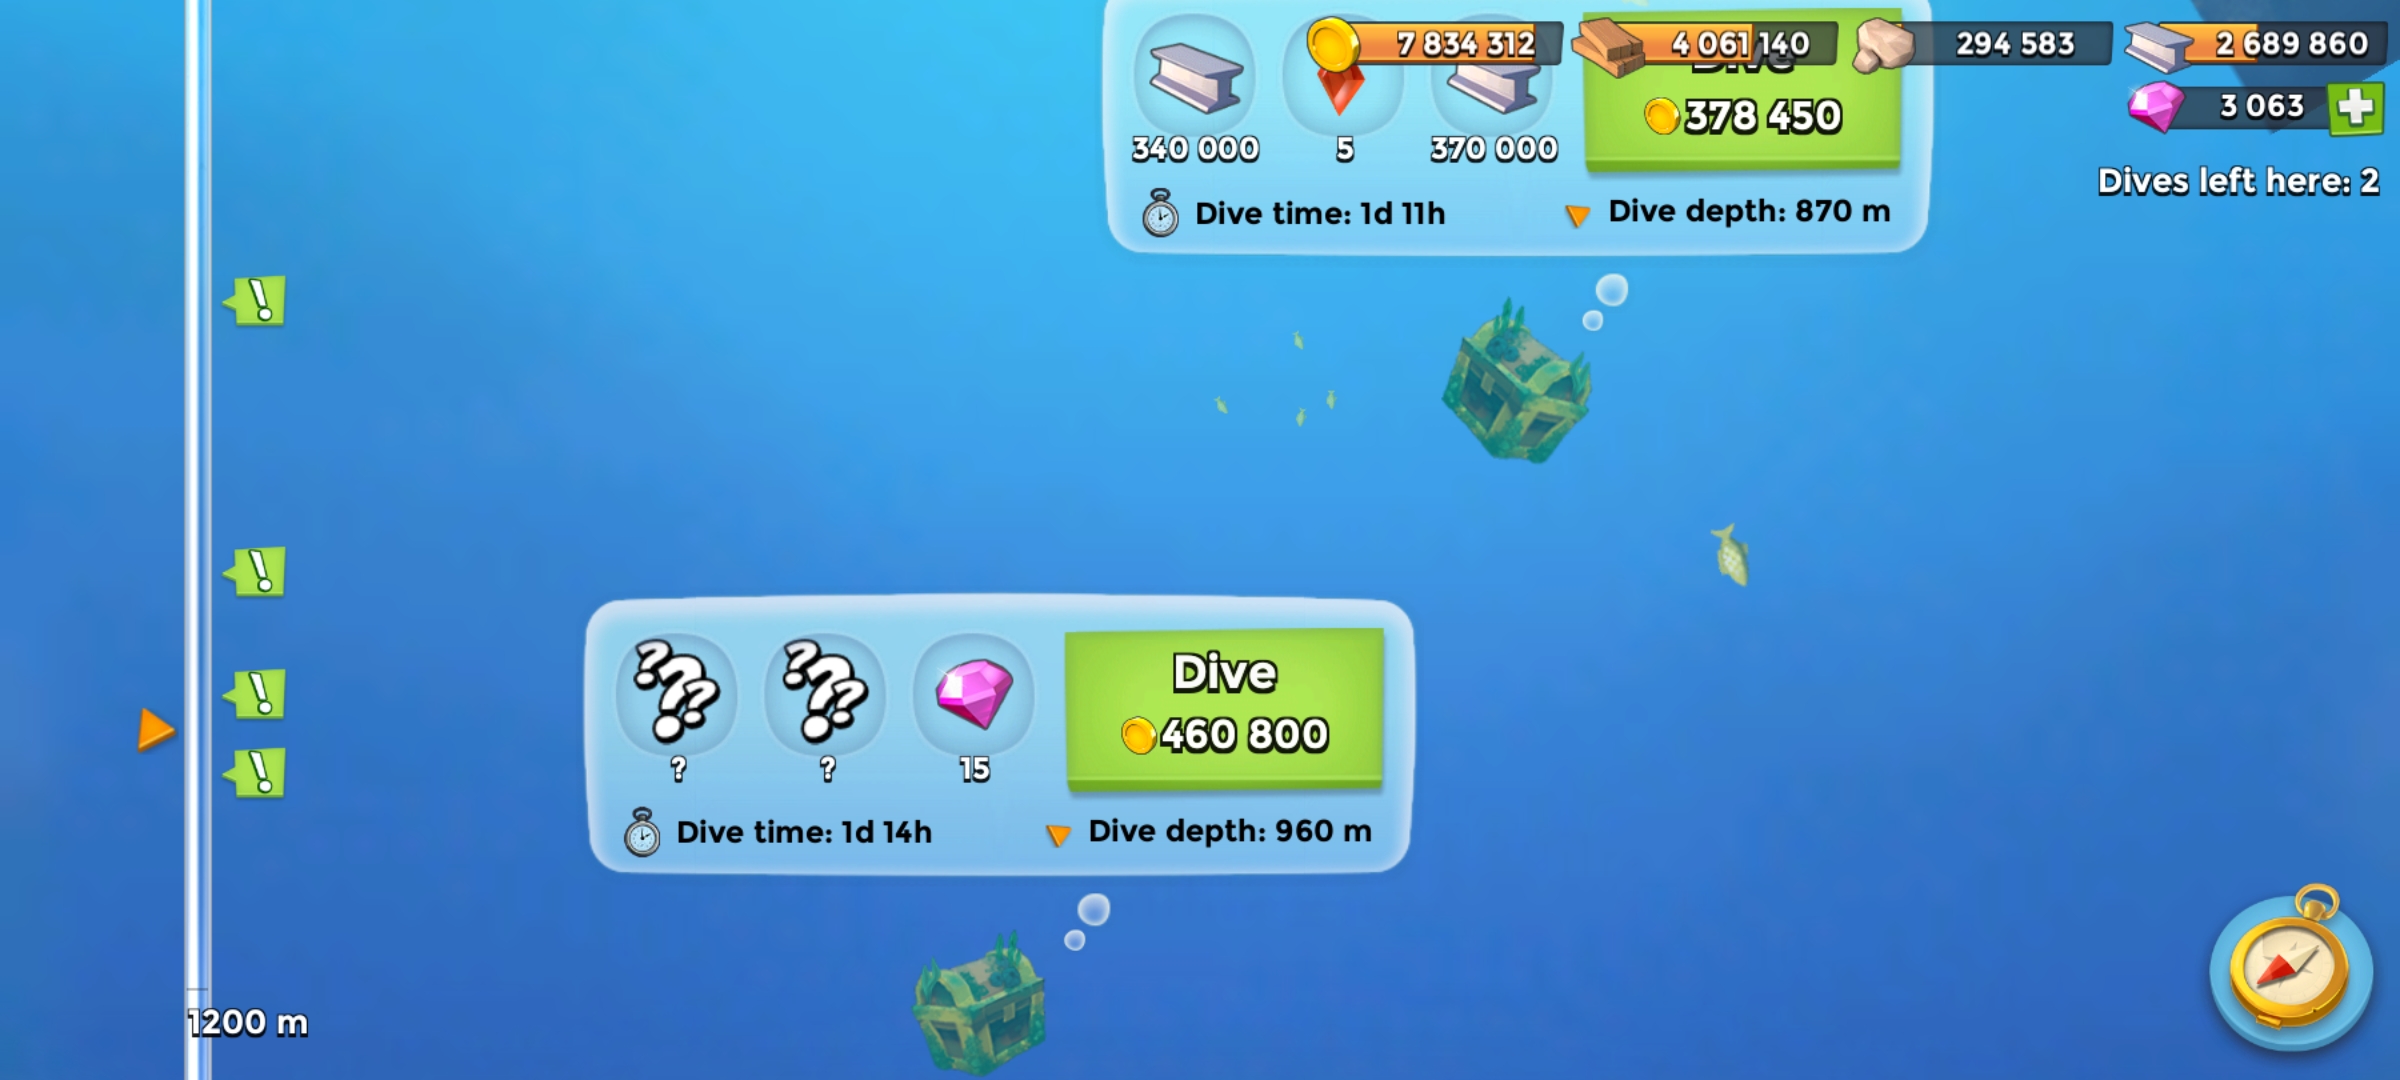 7 834 312
4 061 140
294 583
2 689 860
3 063
Dives left here: 2
Dive
378 450
340 000
5
370 000
Dive time: 1d 11h
Dive depth: 870 m
!
!
!
!
???
???
Dive
460 800
?
?
15
Dive time: 1d 14h
Dive depth: 960 m
1200 m